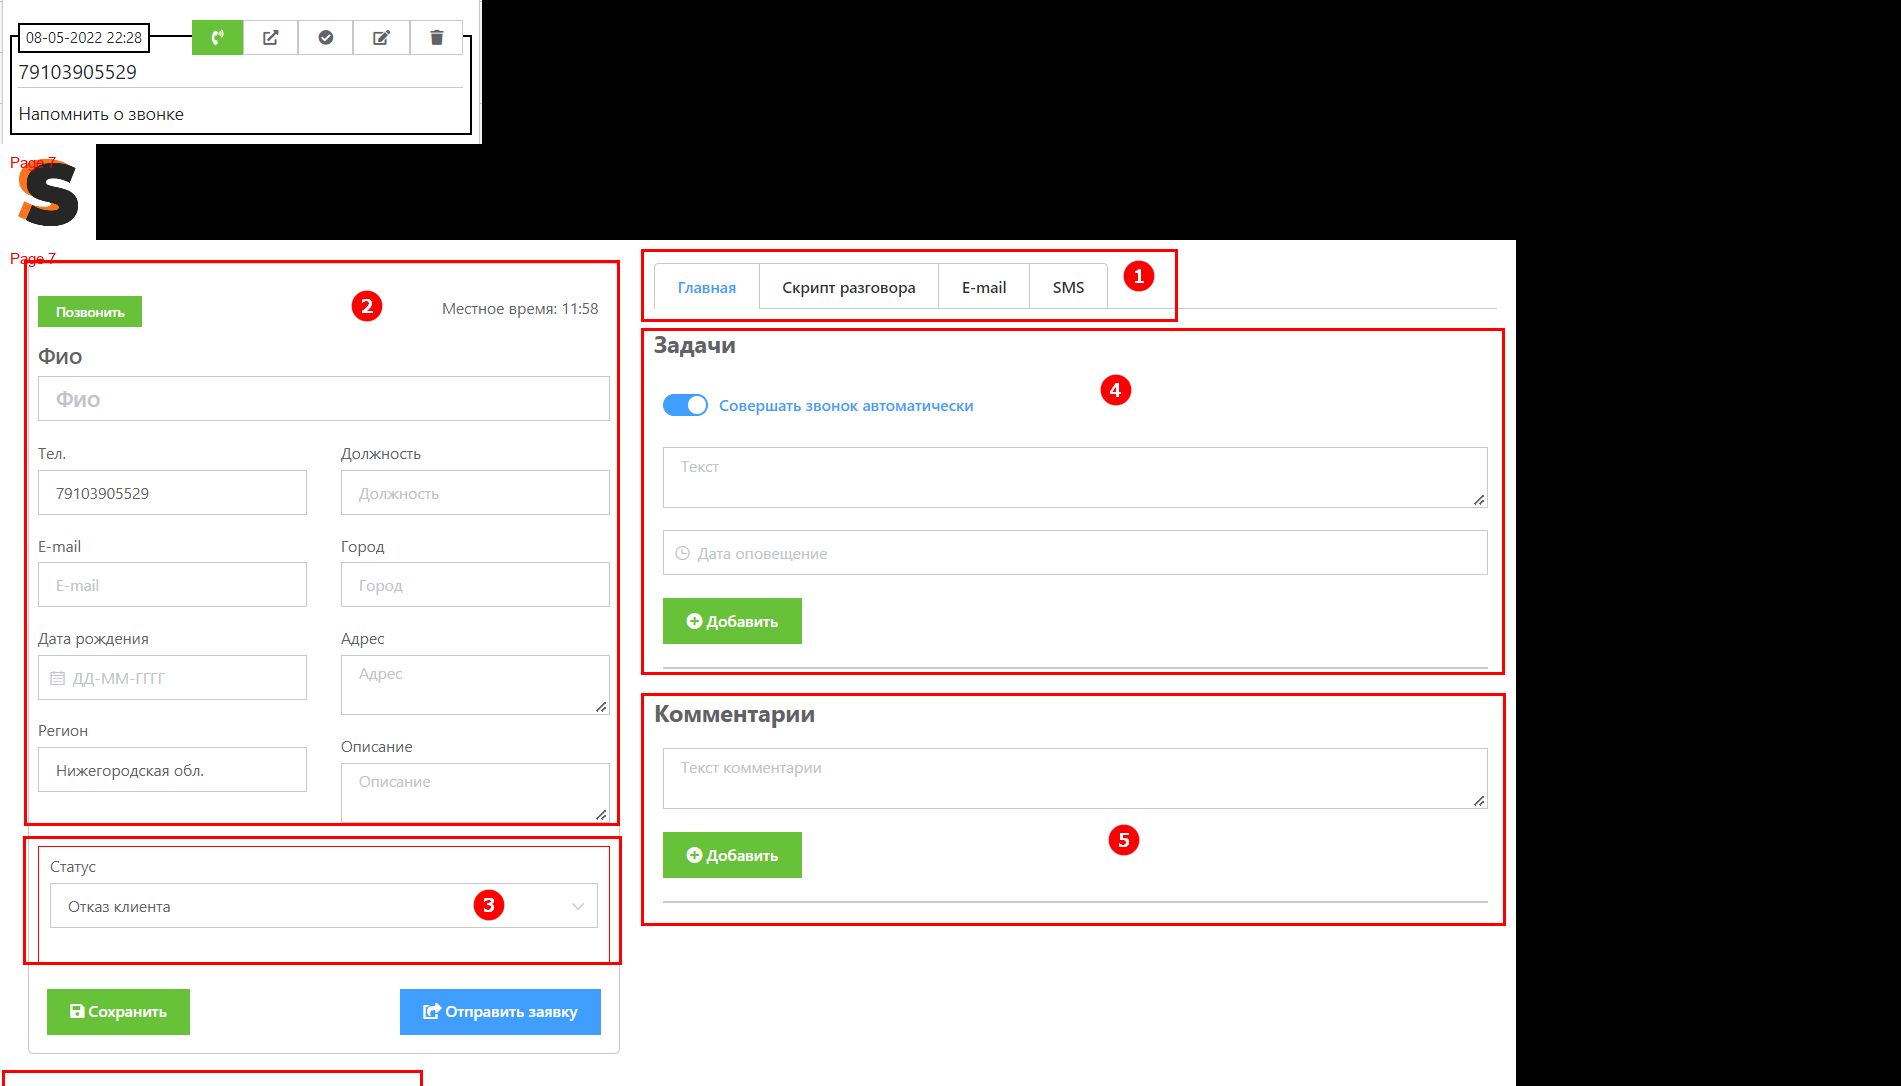 08-05-2022 22:28
79103905529
Напомнить о звонке
Page 7
S
Page 7
Главная
Скрипт разговора
E-mail
SMS
1
2
Позвонить
Местное время: 11:58
Фио
Фио
Тел.
Должность
79103905529
Должность
E-mail
Город
E-mail
Город
Дата рождения
Адрес
ДД-ММ-ГГГГ
Адрес
Регион
Описание
Нижегородская обл.
Описание
Статус
Отказ клиента
3
Сохранить
Отправить заявку
Задачи
4
Совершать звонок автоматически
Текст
Дата оповещение
Добавить
Комментарии
Текст комментарии
Добавить
5